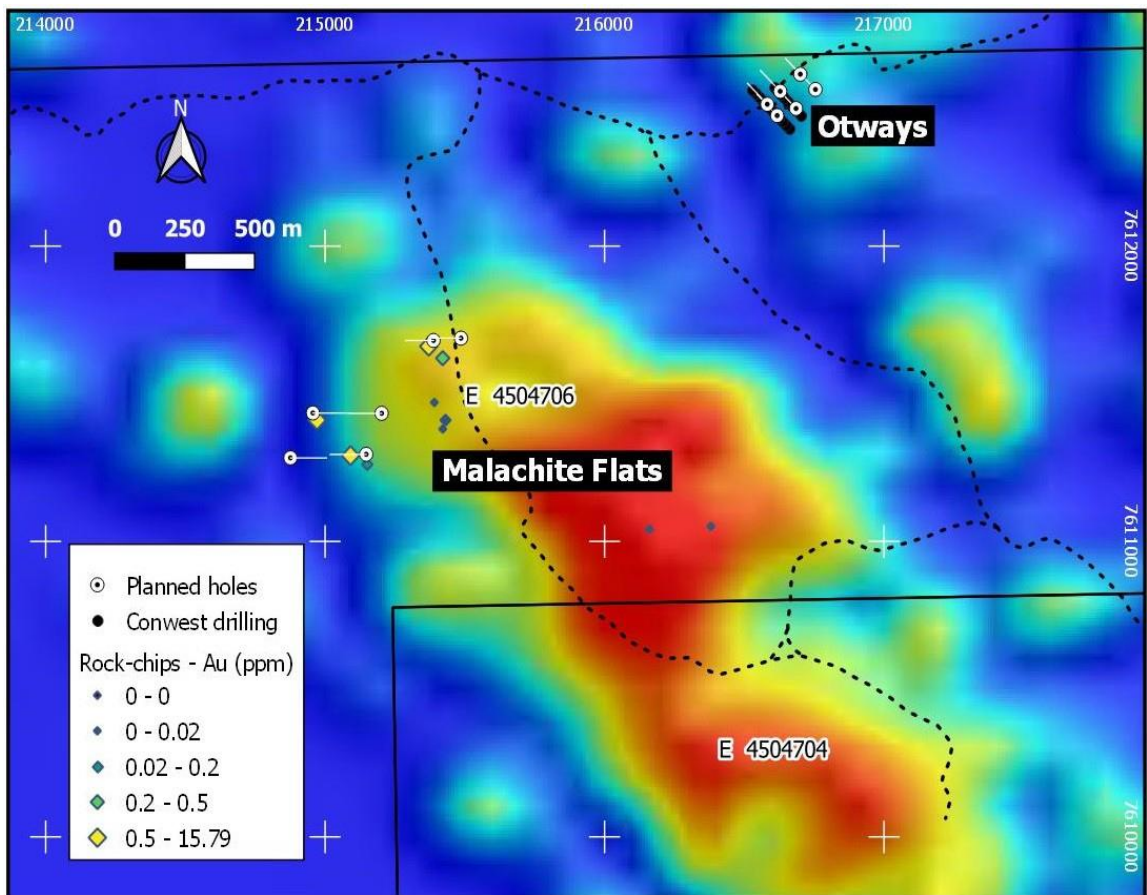 214000 215000 216000 217000
N
0 250 500 m
Otways
7612000
E 4504706
Malachite Flats
7611000
Planned holes
Conwest drilling
Rock-chips - Au (ppm)
0 - 0
0 - 0.02
0.02 - 0.2
0.2 - 0.5
0.5 - 15.79
E 4504704
7610000